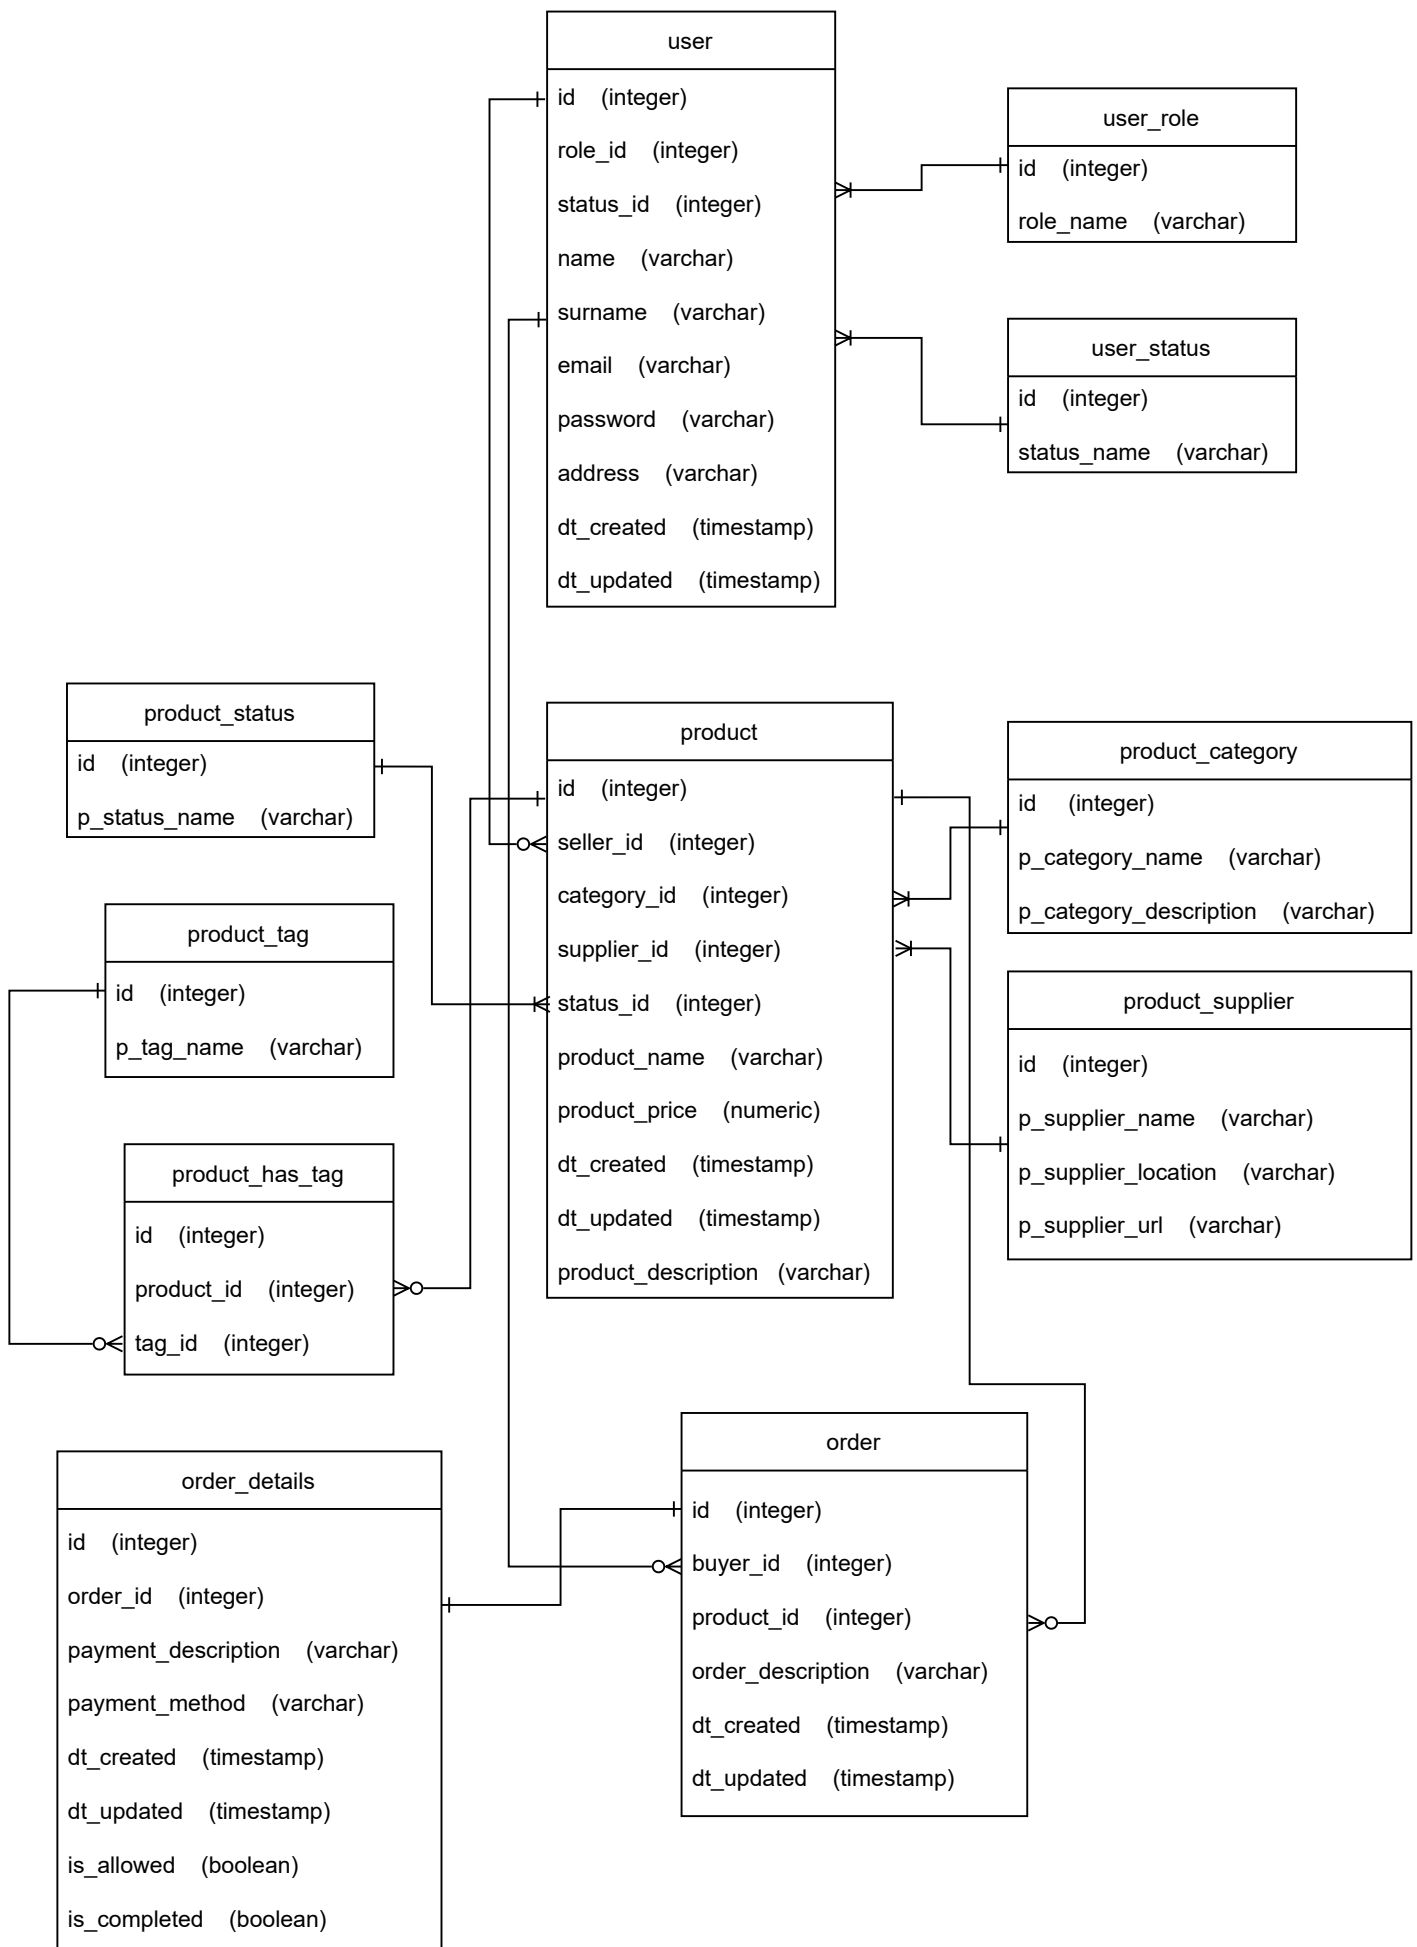 user
id (integer)
role_id (integer)
status_id (integer)
name (varchar)
surname (varchar)
email (varchar)
password (varchar)
address (varchar)
dt_created (timestamp)
dt_updated (timestamp)
user_role
id (integer)
role_name (varchar)
user_status
id (integer)
status_name (varchar)
product_status
id (integer)
p_status_name (varchar)
product_tag
id (integer)
p_tag_name (varchar)
product_has_tag
id (integer)
product_id (integer)
tag_id (integer)
product
id (integer)
seller_id (integer)
category_id (integer)
supplier_id (integer)
status_id (integer)
product_name (varchar)
product_price (numeric)
dt_created (timestamp)
dt_updated (timestamp)
product_description (varchar)
product_category
id (integer)
p_category_name (varchar)
p_category_description (varchar)
product_supplier
id (integer)
p_supplier_name (varchar)
p_supplier_location (varchar)
p_supplier_url (varchar)
order_details
id (integer)
order_id (integer)
payment_description (varchar)
payment_method (varchar)
dt_created (timestamp)
dt_updated (timestamp)
is_allowed (boolean)
is_completed (boolean)
order
id (integer)
buyer_id (integer)
product_id (integer)
order_description (varchar)
dt_created (timestamp)
dt_updated (timestamp)